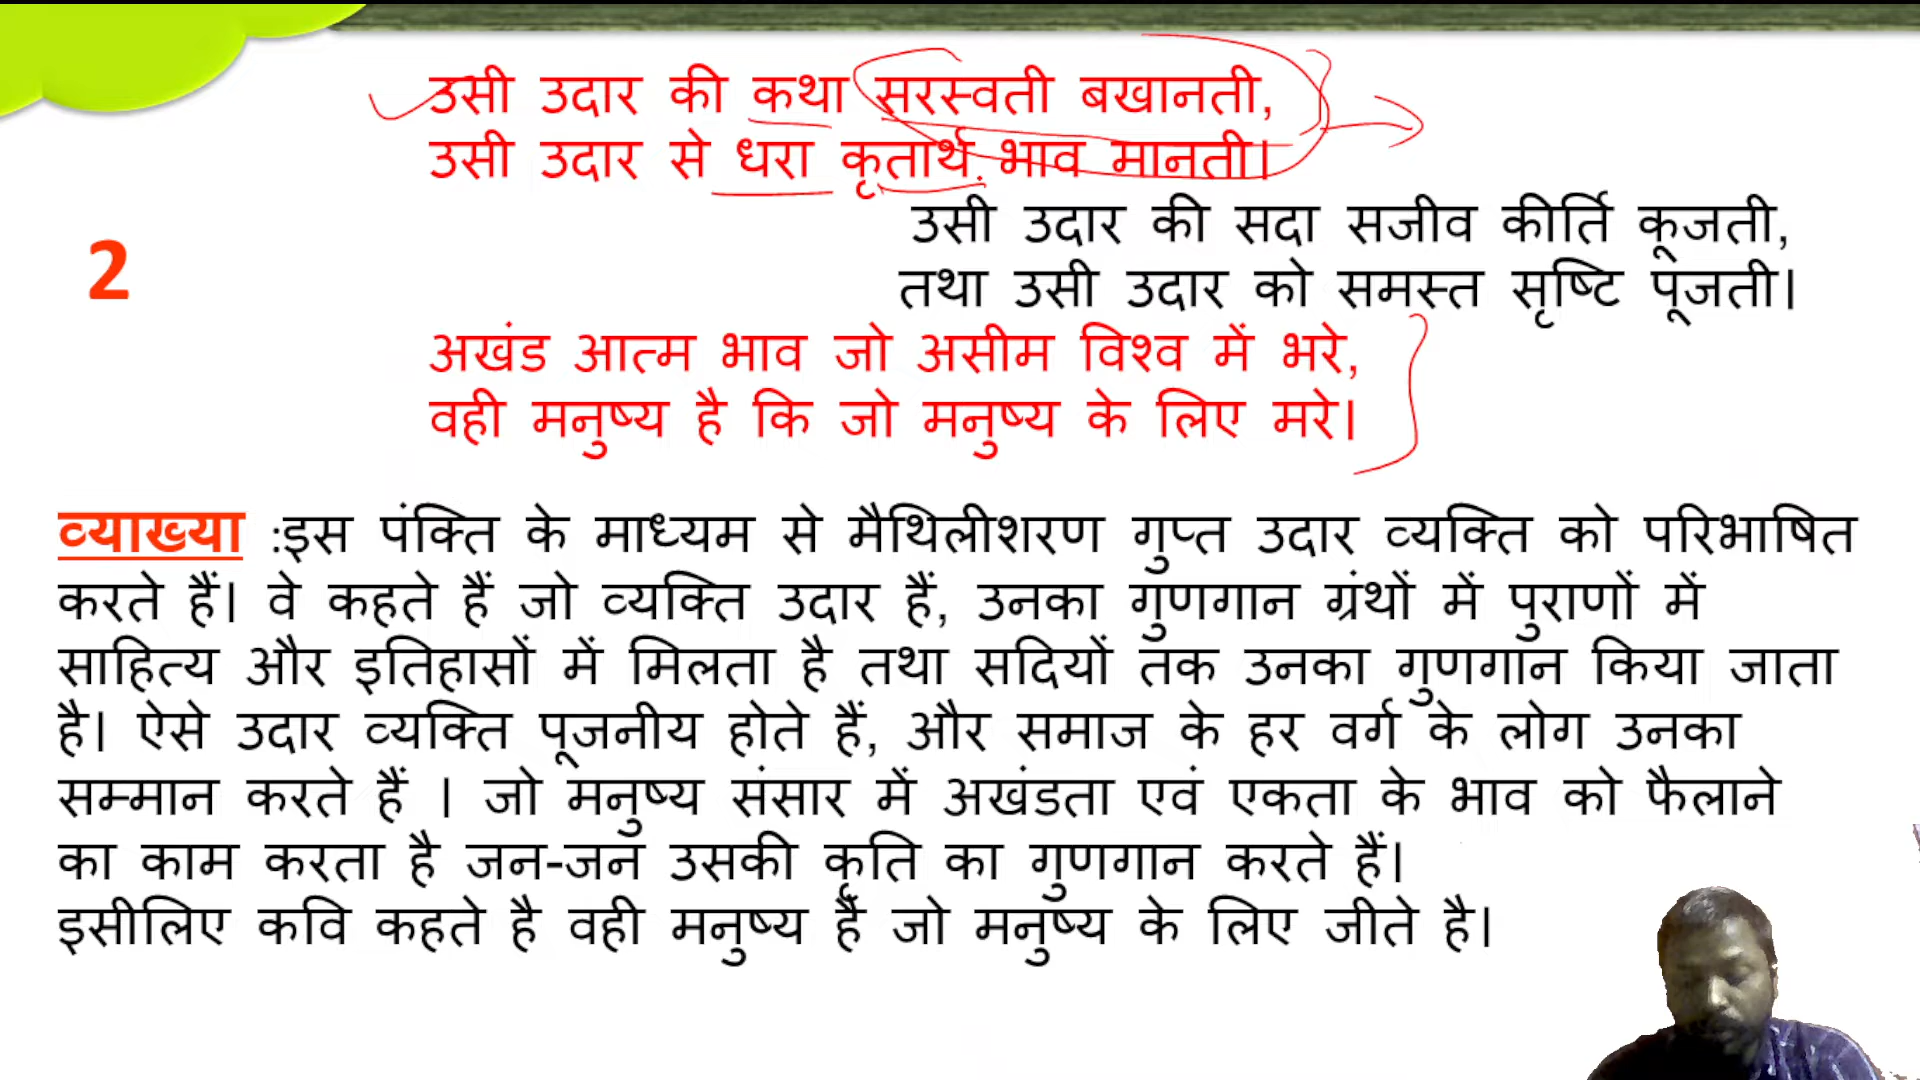 उसी उदार की कथा सरस्वती बखानती,
उसी उदार से धरा कृतार्थ भाव मानती।
उसी उदार की सदा सजीव कीर्ति कूजती,
तथा उसी उदार को समस्त सृष्टि पूजती।
2
अखंड आत्म भाव जो असीम विश्व में भरे,
वही मनुष्य है कि जो मनुष्य के लिए मरे।
व्याख्या :इस पंक्ति के माध्यम से मैथिलीशरण गुप्त उदार व्यक्ति को परिभाषित
करते हैं। वे कहते हैं जो व्यक्ति उदार हैं, उनका गुणगान ग्रंथों में पुराणों में
साहित्य और इतिहासों में मिलता है तथा सदियों तक उनका गुणगान किया जाता
है। ऐसे उदार व्यक्ति पूजनीय होते हैं, और समाज के हर वर्ग के लोग उनका
सम्मान करते हैं । जो मनुष्य संसार में अखंडता एवं एकता के भाव को फैलाने
का काम करता है जन-जन उसकी कृति का गुणगान करते हैं।
इसीलिए कवि कहते है वही मनुष्य है जो मनुष्य के लिए जीते है।